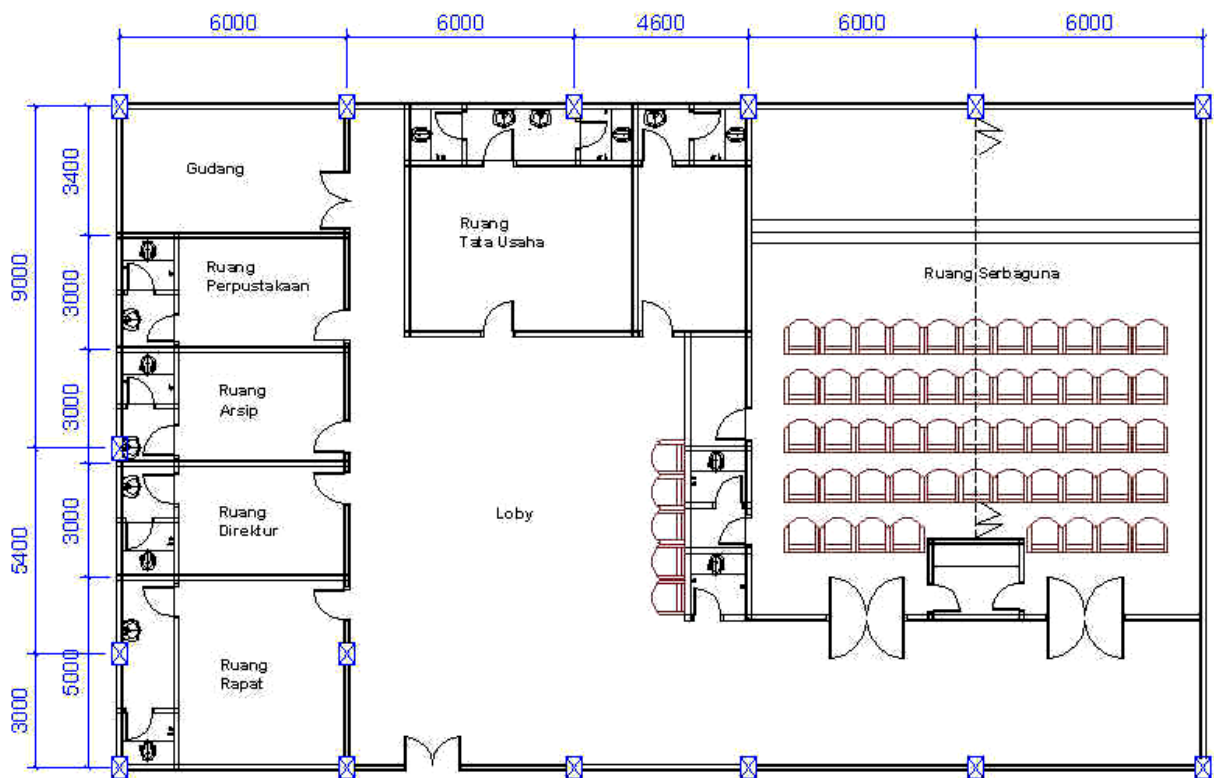 6000
6000
4600
6000
6000
3400
9000
3000
3000
5400
3000
5000
3000
Gudang
Ruang
Tata Usaha
Ruang
Perpustakaan
Ruang Serbaguna
Ruang
Arsip
Ruang
Direktur
Loby
Ruang
Rapat